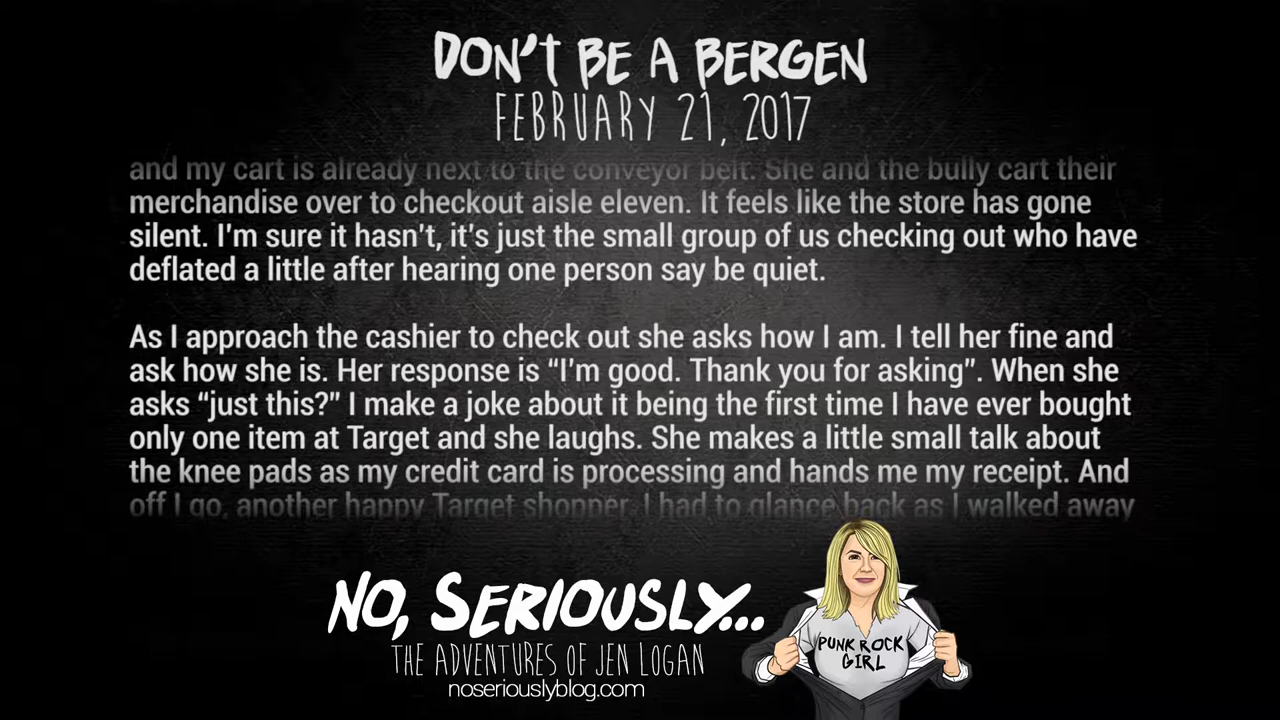 DON'T BE A BERGEN
FEBRUARY 21, 2017
and my cart is already next to the conveyor belt. She and the bully cart their
merchandise over to checkout aisle eleven. It feels like the store has gone
silent. I'm sure it hasn't, it's just the small group of us checking out who have
deflated a little after hearing one person say be quiet.
As I approach the cashier to check out she asks how I am. I tell her fine and
ask how she is. Her response is “I'm good. Thank you for asking”. When she
asks “just this?” I make a joke about it being the first time I have ever bought
only one item at Target and she laughs. She makes a little small talk about
the knee pads as my credit card is processing and hands me my receipt. And
off I go, another happy Target shopper. I had to glance back as I walked away
NO, SERIOUSLY...
THE ADVENTURES OF JEN LOGAN
noseriouslyblog.com
PUNK ROCK
GIRL